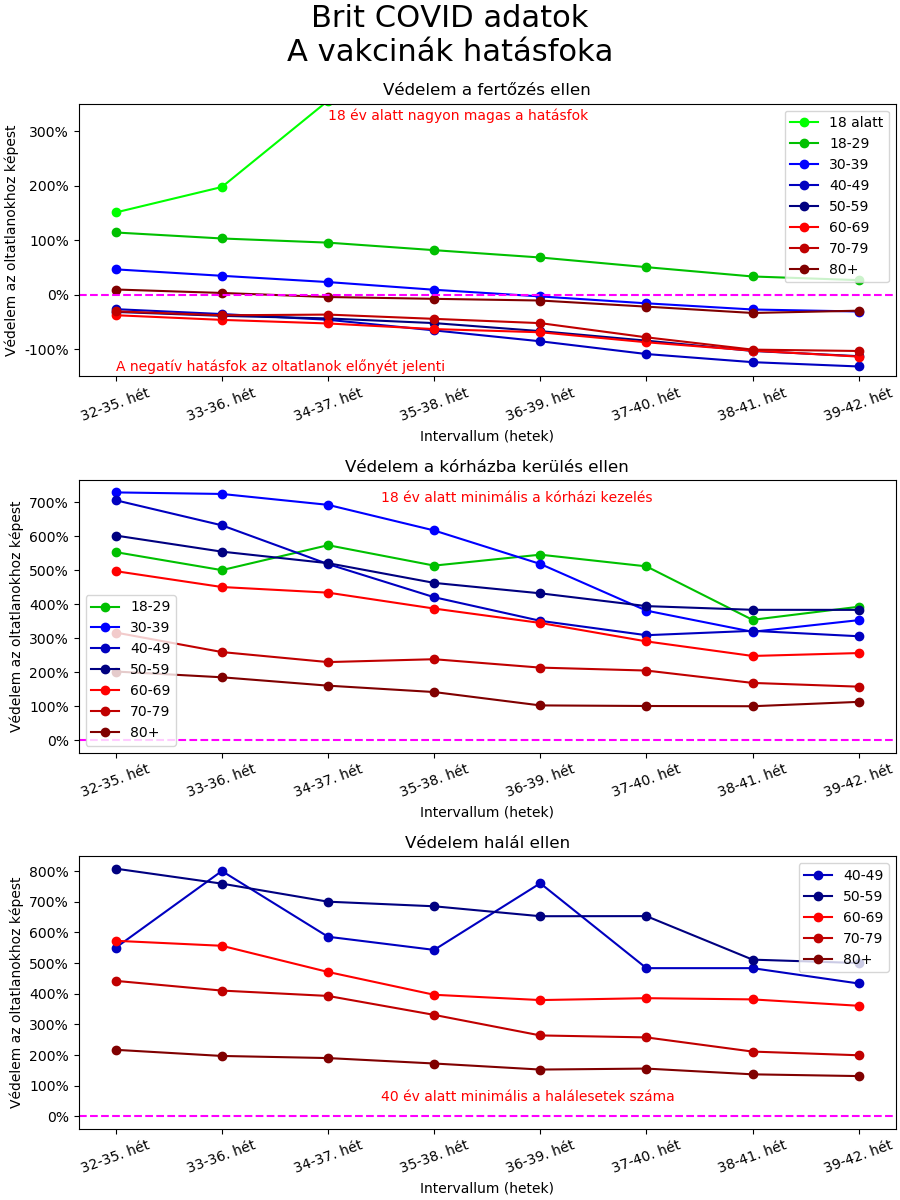 Brit COVID adatok
A vakcinák hatásfoka
Védelem a fertőzés ellen
Védelem az oltatlanokhoz képest
300%
200%
100%
0%
-100%
18 év alatt nagyon magas a hatásfok
A negatív hatásfok az oltatlanok előnyét jelenti
18 alatt
18-29
30-39
40-49
50-59
60-69
70-79
80+
32-35. hét
33-36. hét
34-37. hét
35-38. hét
36-39. hét
37-40. hét
38-41. hét
39-42. hét
Intervallum (hetek)
Védelem a kórházba kerülés ellen
Védelem az oltatlanokhoz képest
700%
600%
500%
400%
300%
200%
100%
0%
18 év alatt minimális a kórházi kezelés
18-29
30-39
40-49
50-59
60-69
70-79
80+
32-35. hét
33-36. hét
34-37. hét
35-38. hét
36-39. hét
37-40. hét
38-41. hét
39-42. hét
Intervallum (hetek)
Védelem halál ellen
Védelem az oltatlanokhoz képest
800%
700%
600%
500%
400%
300%
200%
100%
0%
40-49
50-59
60-69
70-79
80+
40 év alatt minimális a halálesetek száma
32-35. hét
33-36. hét
34-37. hét
35-38. hét
36-39. hét
37-40. hét
38-41. hét
39-42. hét
Intervallum (hetek)